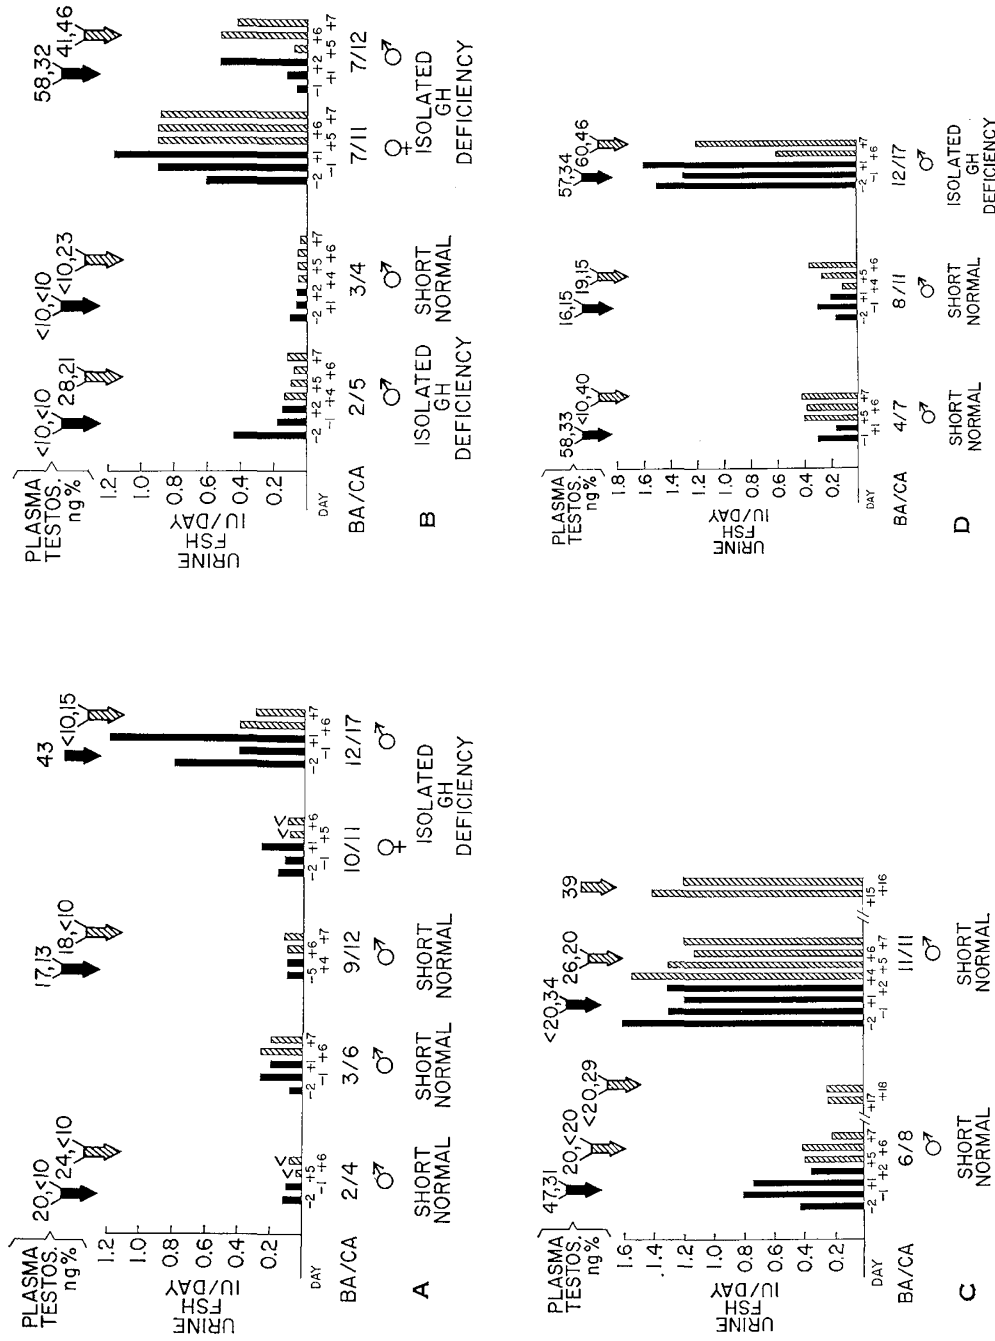 PLASMA
TESTOS.
ng %
20,<10
24,<10
17,13
18,<10
43
<10,15
1.2
1.0
0.8
0.6
0.4
0.2
URINE
FSH
IU/DAY
< <
< <
DAY
-2 -1 +5 +6
-2 -1 +1 +6 +7
-5 +4 +6 +7
-2 -1 +1 +5 +6
-2 -1 +1 +6 +7
BA/CA
2/4 3/6 9/12 10/11 12/17
♂ ♂ ♂ ♀ ♂
SHORT
NORMAL
SHORT
NORMAL
SHORT
NORMAL
ISOLATED
GH
DEFICIENCY
A
PLASMA
TESTOS.
ng %
<10,<10
28,21
<10,<10
<10,23
58,32
41,46
1.2
1.0
0.8
0.6
0.4
0.2
URINE
FSH
IU/DAY
DAY
-2 -1 +2 +4 +5 +6 +7
-2 +1 +2 +4 +5 +6 +7
-2 -1 +1 +5 +6 +7
-1 +1 +2 +5 +6 +7
BA/CA
2/5 3/4 7/11 7/12
♂ ♂ ♀ ♂
ISOLATED
GH
DEFICIENCY
SHORT
NORMAL
ISOLATED
GH
DEFICIENCY
B
PLASMA
TESTOS.
ng %
47,31
20,<20
<20,29
<20,34
26,20
39
1.6
1.4
1.2
1.0
0.8
0.6
0.4
0.2
URINE
FSH
IU/DAY
DAY
-2 -1 +1 +2 +5 +6 +7 +17 +18
-2 -1 +1 +2 +4 +5 +6 +7 +15 +16
BA/CA
6/8 11/11
♂ ♂
SHORT
NORMAL
SHORT
NORMAL
C
PLASMA
TESTOS.
ng %
58,33
<10,40
16,15
19,15
57,34
60,46
1.8
1.6
1.4
1.2
1.0
0.8
0.6
0.4
0.2
URINE
FSH
IU/DAY
DAY
-1 +1 +5 +6 +7
-2 -1 +1 +4 +5 +6
-2 -1 +1 +6 +7
BA/CA
4/7 8/11 12/17
♂ ♂ ♂
SHORT
NORMAL
SHORT
NORMAL
ISOLATED
GH
DEFICIENCY
D